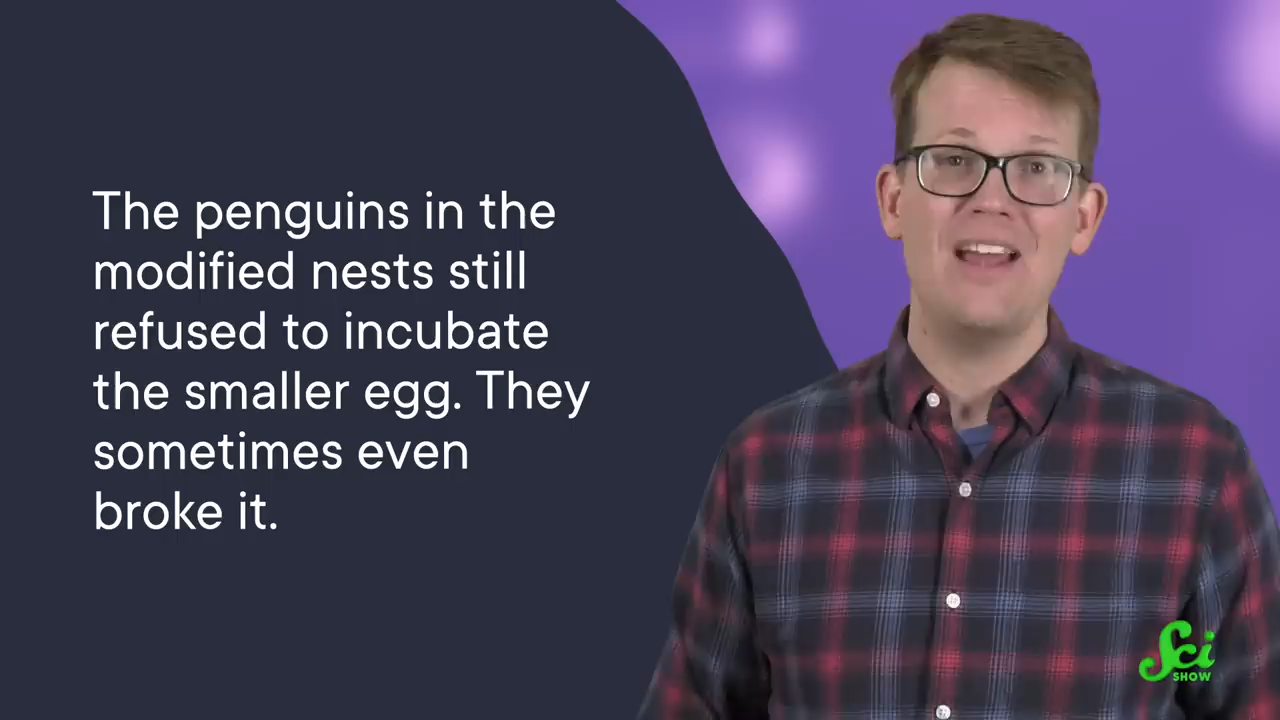 The penguins in the
modified nests still
refused to incubate
the smaller egg. They
sometimes even
broke it.
Sci
SHOW